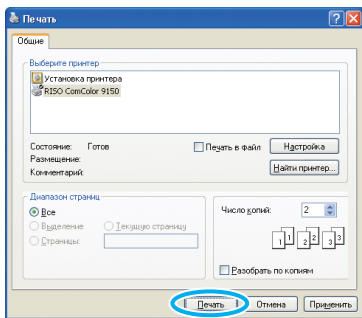 Печать
Общие
Выберите принтер
Установка принтера
RISO ComColor 9150
Состояние: Готов
Размещение:
Комментарий:
Печать в файл
Настройка
Найти принтер...
Диапазон страниц
Все
Выделение
Текущую страницу
Страницы:
Число копий: 2
1 1 2 2 3 3
Разобрать по копиям
Печать
Отмена
Применить